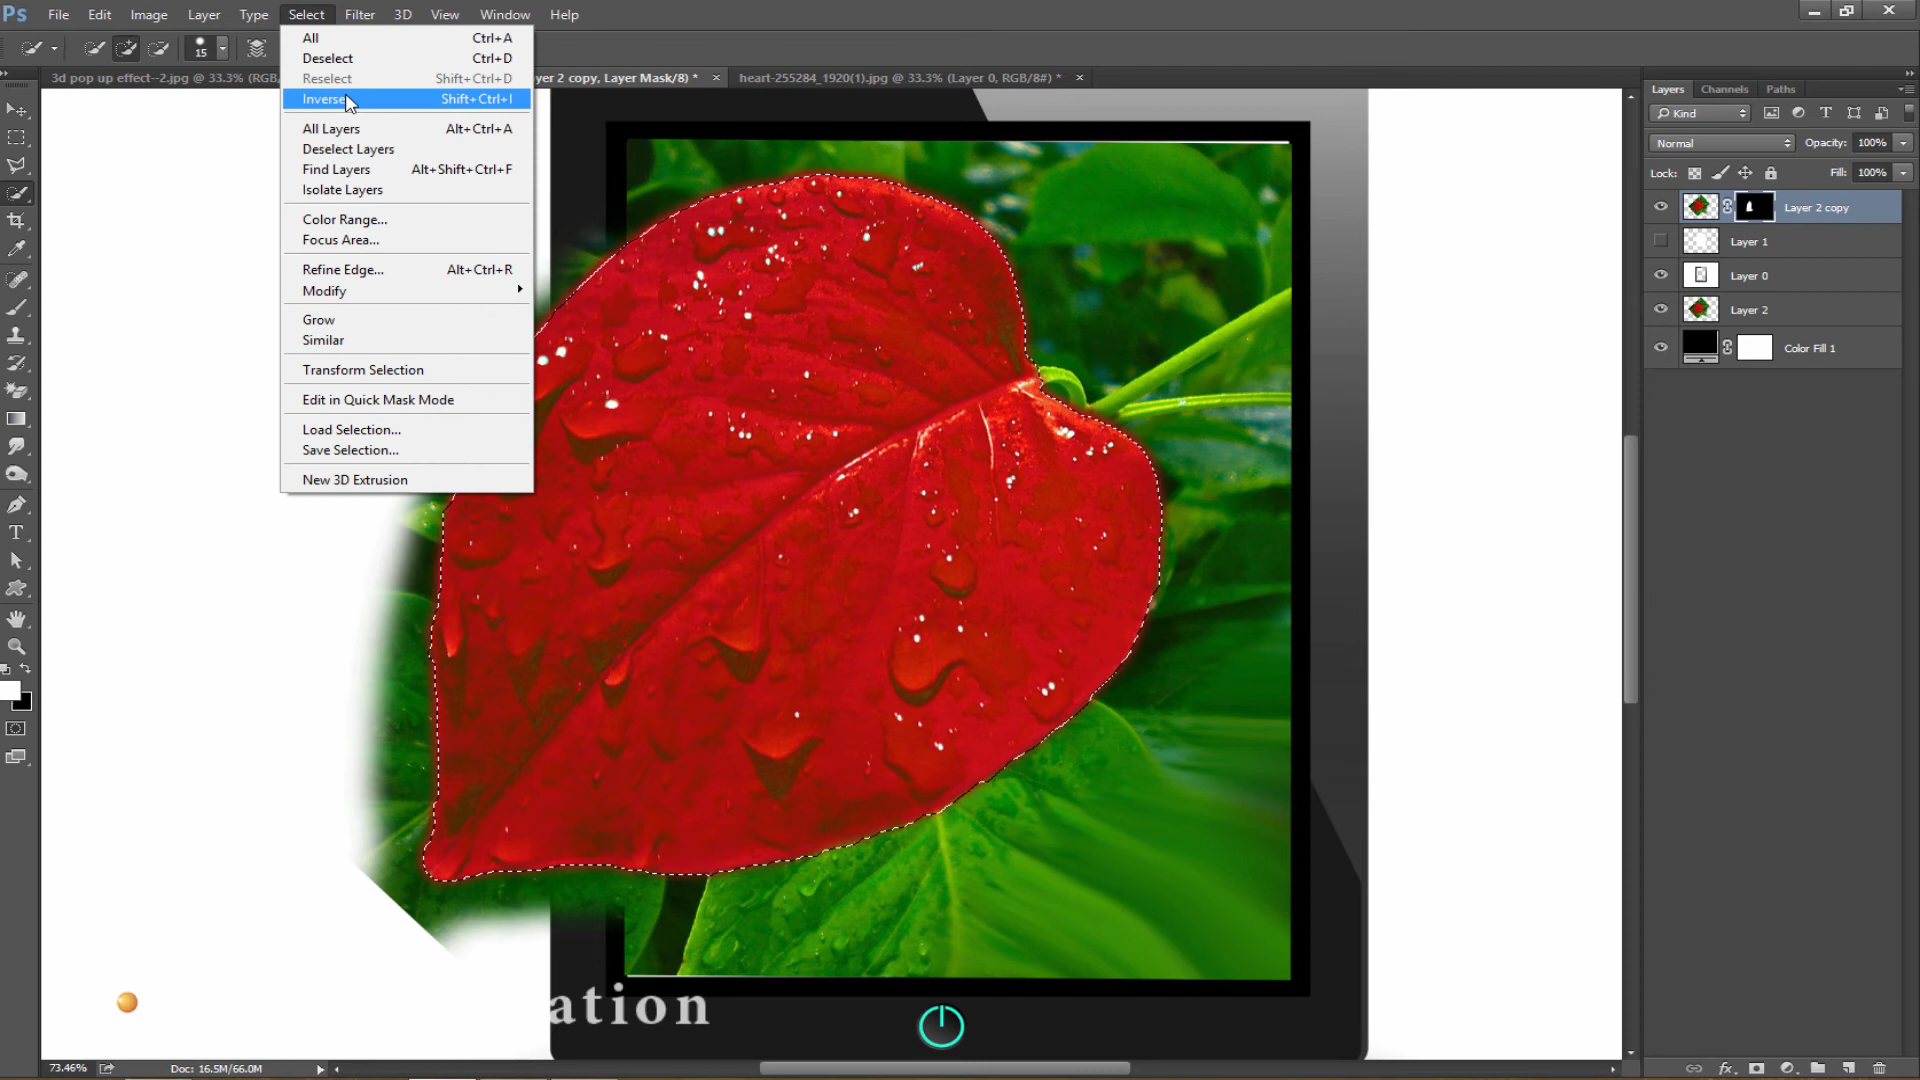 Ps File Edit Image Layer Type Select Filter 3D View Window Help
15
3d pop up effect--2.jpg @ 33.3% (RGB/
yer 2 copy, Layer Mask/8) * ×
heart-255284_1920(1).jpg @ 33.3% (Layer 0, RGB/8#) * ×
All Ctrl+A
Deselect Ctrl+D
Reselect Shift+Ctrl+D
Inverse Shift+Ctrl+I
All Layers Alt+Ctrl+A
Deselect Layers
Find Layers Alt+Shift+Ctrl+F
Isolate Layers
Color Range...
Focus Area...
Refine Edge... Alt+Ctrl+R
Modify
Grow
Similar
Transform Selection
Edit in Quick Mask Mode
Load Selection...
Save Selection...
New 3D Extrusion
Layers Channels Paths
Kind
Normal Opacity: 100%
Lock: Fill: 100%
Layer 2 copy
Layer 1
Layer 0
Layer 2
Color Fill 1
ation
73.46% Doc: 16.5M/66.0M